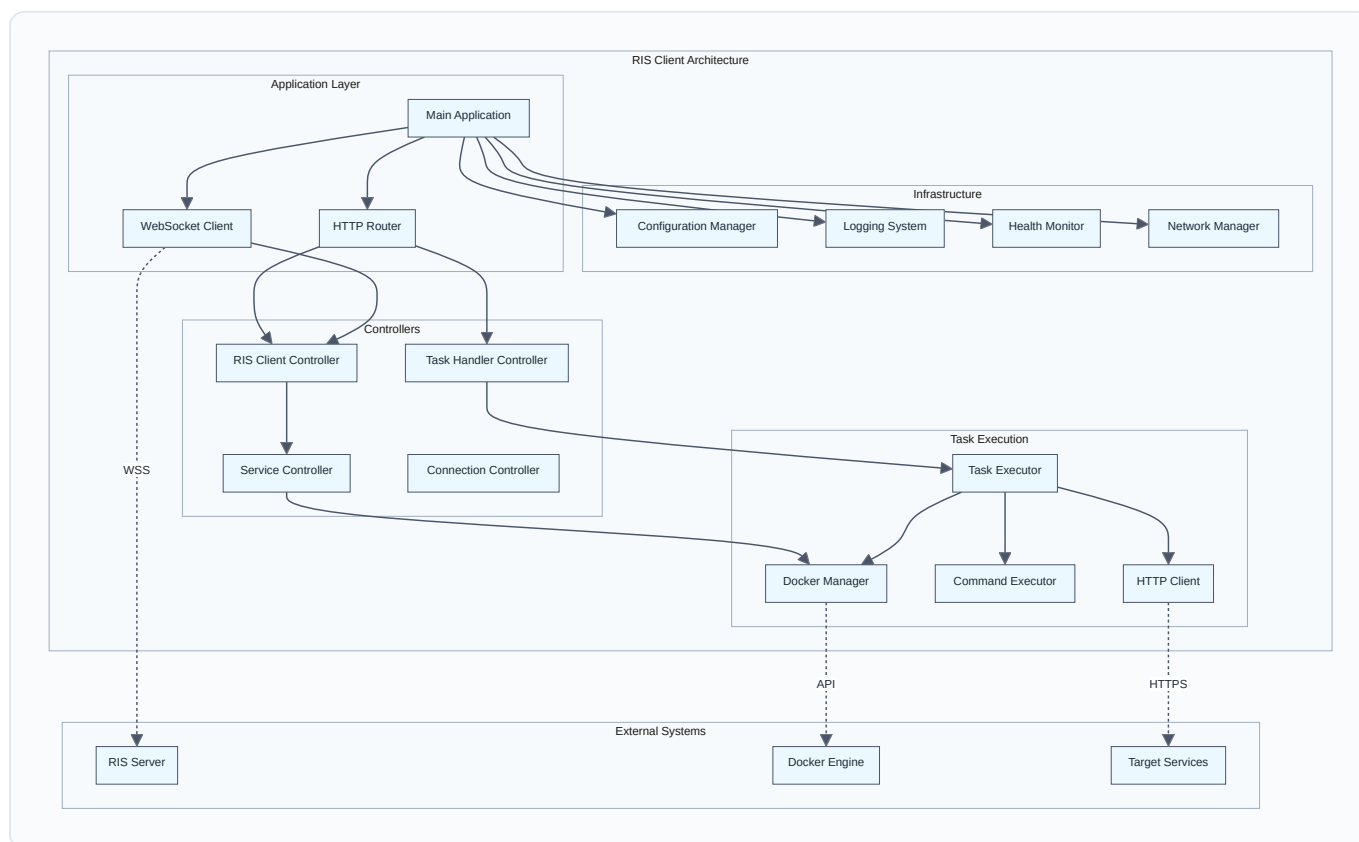 RIS Client Architecture
Application Layer
Main Application
WebSocket Client
HTTP Router
Infrastructure
Configuration Manager
Logging System
Health Monitor
Network Manager
Controllers
RIS Client Controller
Task Handler Controller
Service Controller
Connection Controller
Task Execution
Task Executor
Docker Manager
Command Executor
HTTP Client
WSS
API
HTTPS
External Systems
RIS Server
Docker Engine
Target Services